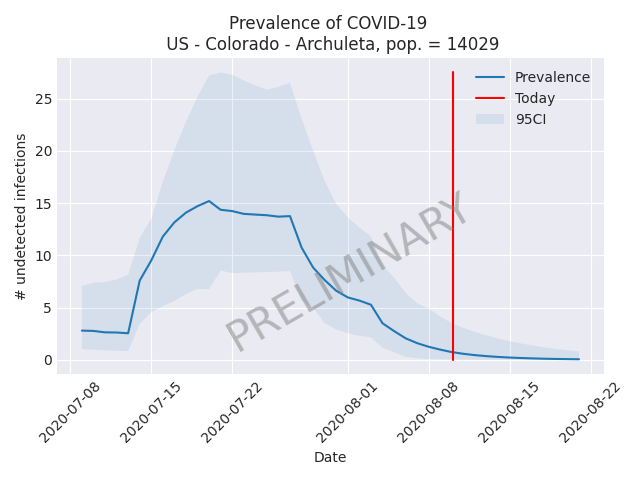 Prevalence of COVID-19
US - Colorado - Archuleta, pop. = 14029
Prevalence
Today
95CI
# undetected infections
25
20
15
10
5
0
PRELIMINARY
2020-07-08
2020-07-15
2020-07-22
2020-08-01
2020-08-08
2020-08-15
2020-08-22
Date